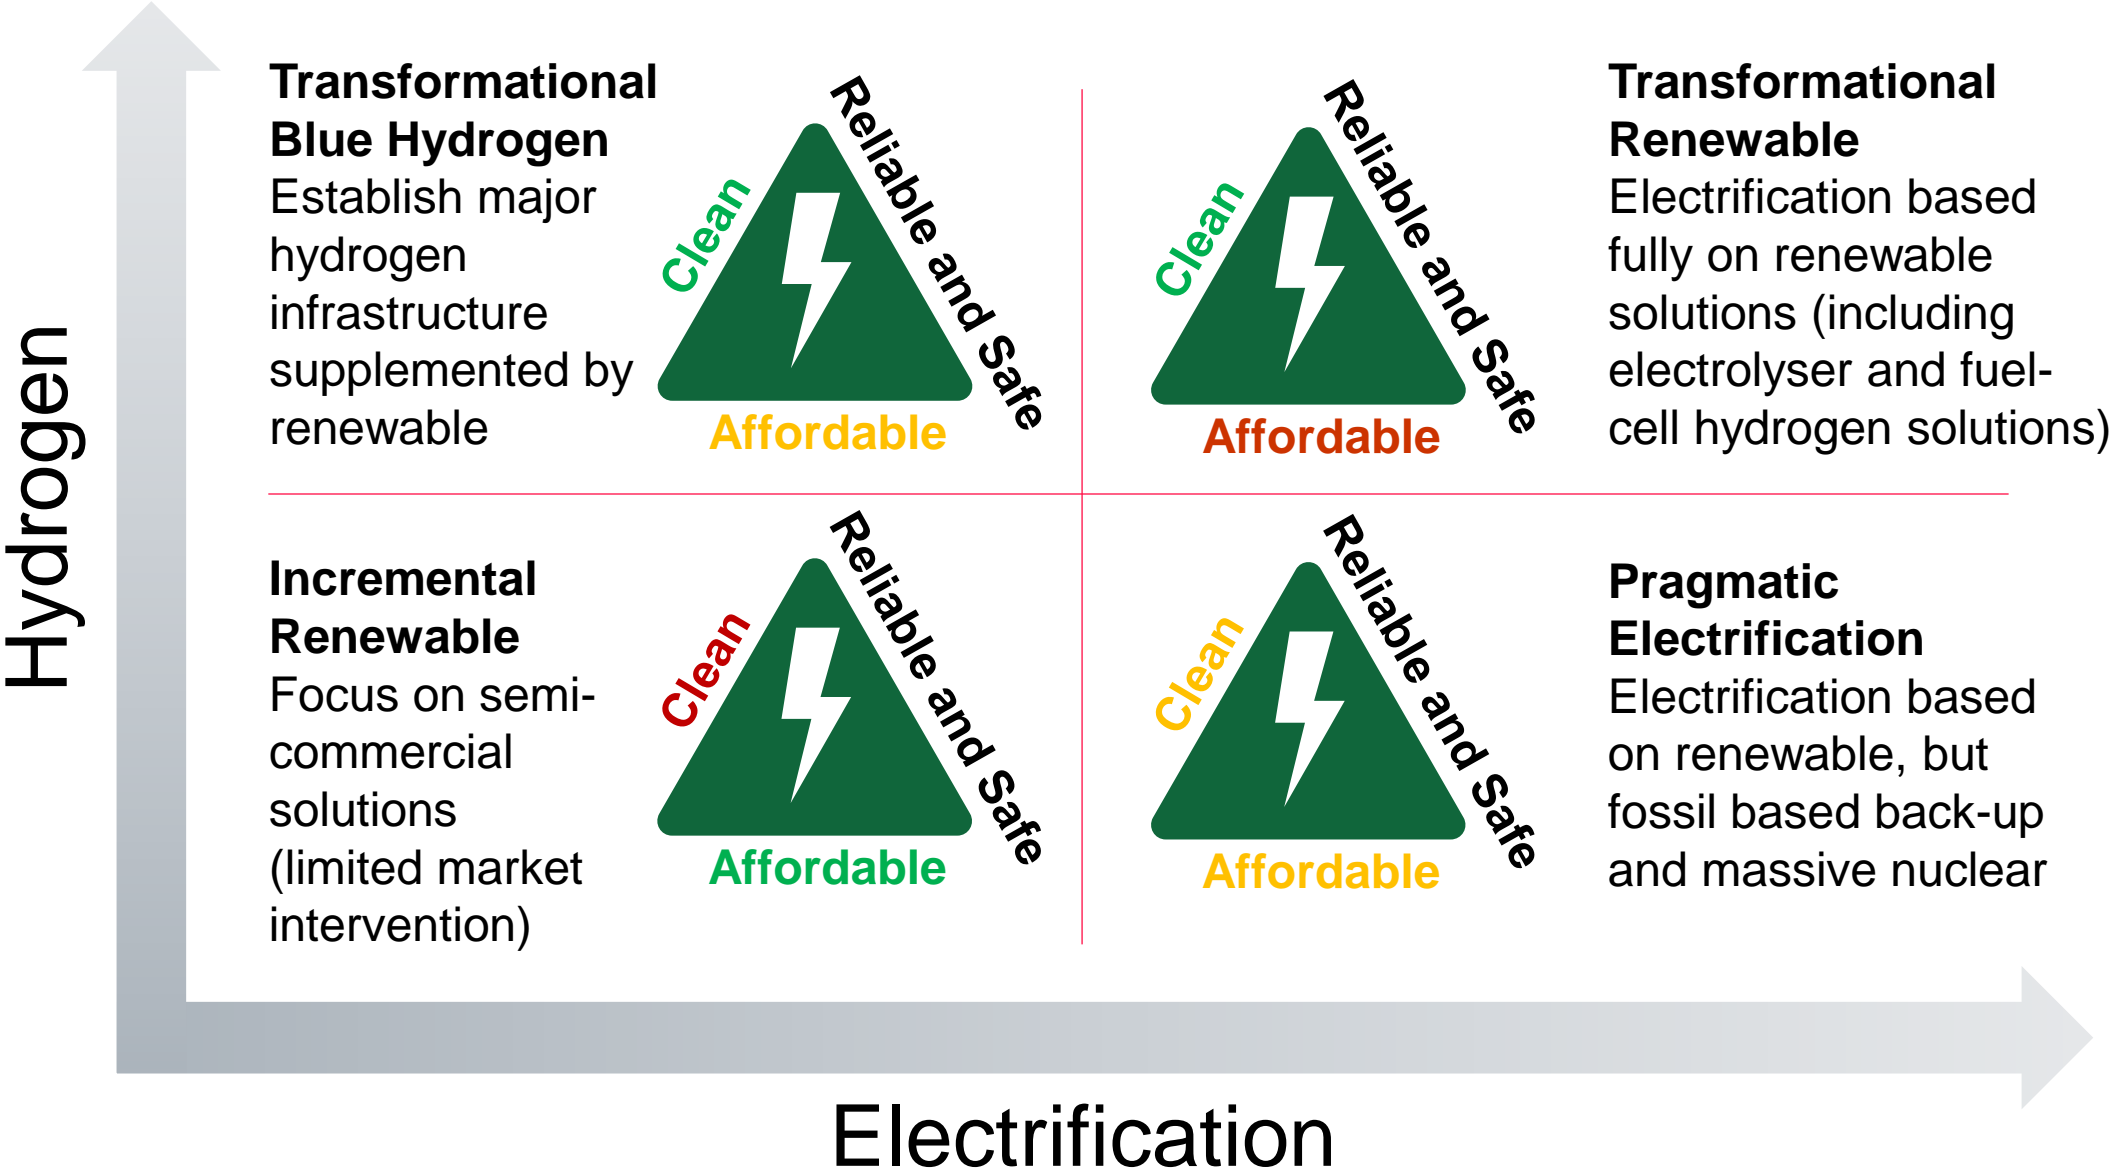 Hydrogen
Transformational
Blue Hydrogen
Establish major
hydrogen
infrastructure
supplemented by
renewable
Clean
Reliable and Safe
Affordable
Clean
Reliable and Safe
Affordable
Transformational
Renewable
Electrification based
fully on renewable
solutions (including
electrolyser and fuel-
cell hydrogen solutions)
Incremental
Renewable
Focus on semi-
commercial
solutions
(limited market
intervention)
Clean
Reliable and Safe
Affordable
Clean
Reliable and Safe
Affordable
Pragmatic
Electrification
Electrification based
on renewable, but
fossil based back-up
and massive nuclear
Electrification